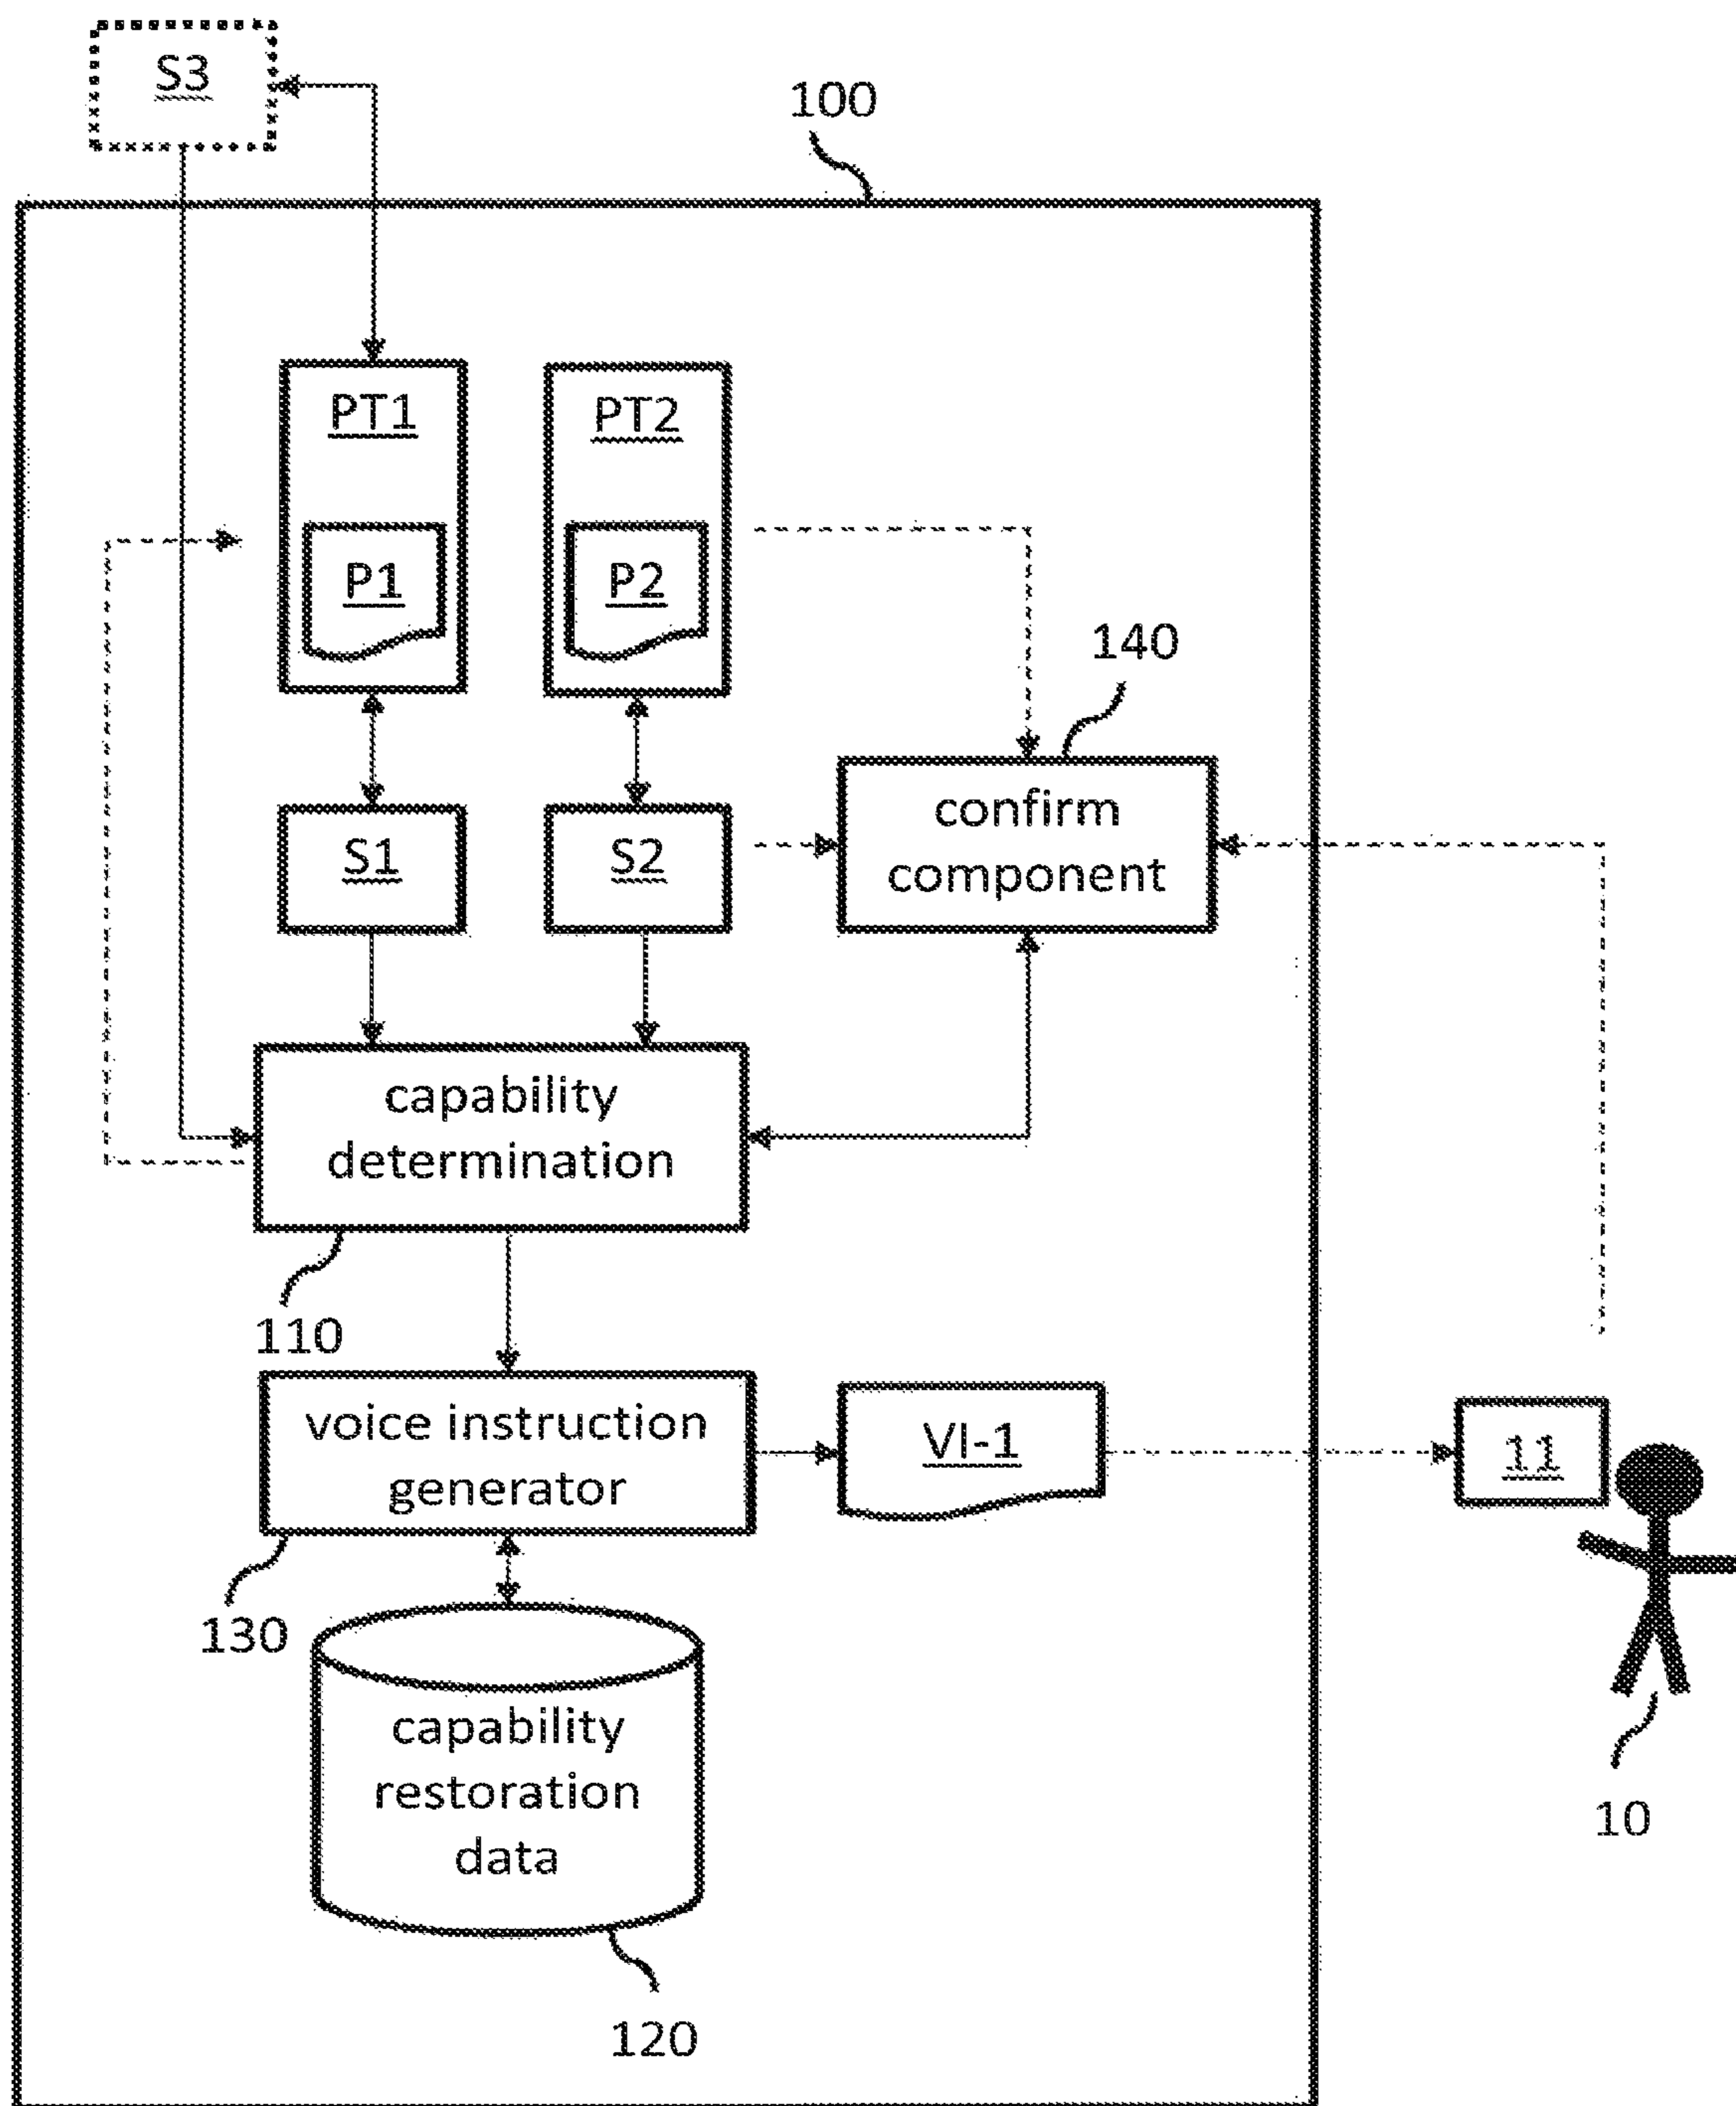 S3
100
PT1
PT2
P1
P2
140
S1
S2
confirm
component
capability
determination
110
voice instruction
generator
VI-1
11
130
capability
restoration
data
10
120